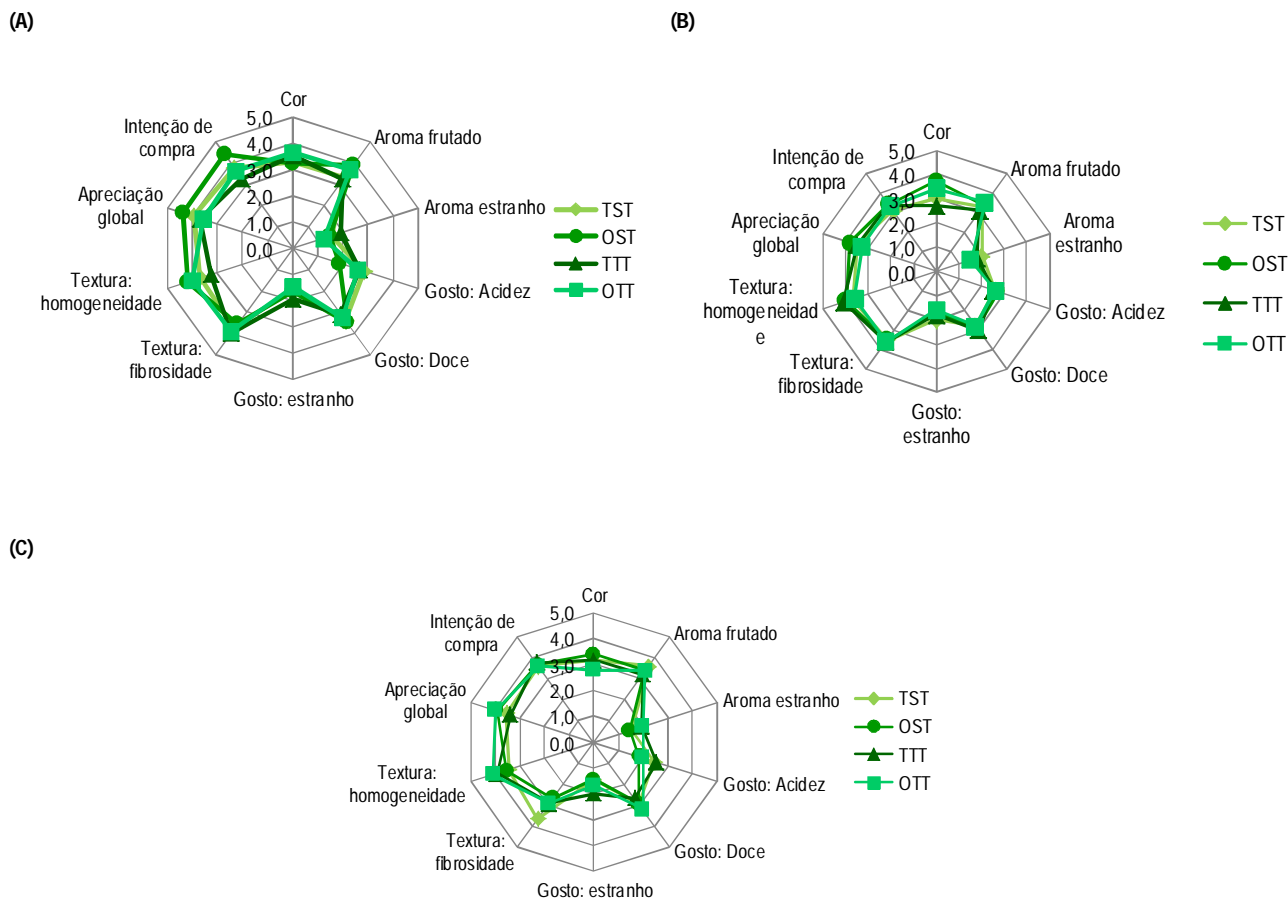 (A)
Cor
5,0
4,0
3,0
2,0
1,0
0,0
Aroma frutado
Aroma estranho
Gosto: Acidez
Gosto: Doce
Gosto: estranho
Textura:
fibrosidade
Textura:
homogeneidade
Apreciação
global
Intenção de
compra
TST
OST
TTT
OTT
(B)
Cor
5,0
4,0
3,0
2,0
1,0
0,0
Aroma frutado
Aroma
estranho
Gosto: Acidez
Gosto: Doce
Gosto:
estranho
Textura:
fibrosidade
Textura:
homogeneidad
e
Apreciação
global
Intenção de
compra
TST
OST
TTT
OTT
(C)
Cor
5,0
4,0
3,0
2,0
1,0
0,0
Aroma frutado
Aroma estranho
Gosto: Acidez
Gosto: Doce
Gosto: estranho
Textura:
fibrosidade
Textura:
homogeneidade
Apreciação
global
Intenção de
compra
TST
OST
TTT
OTT